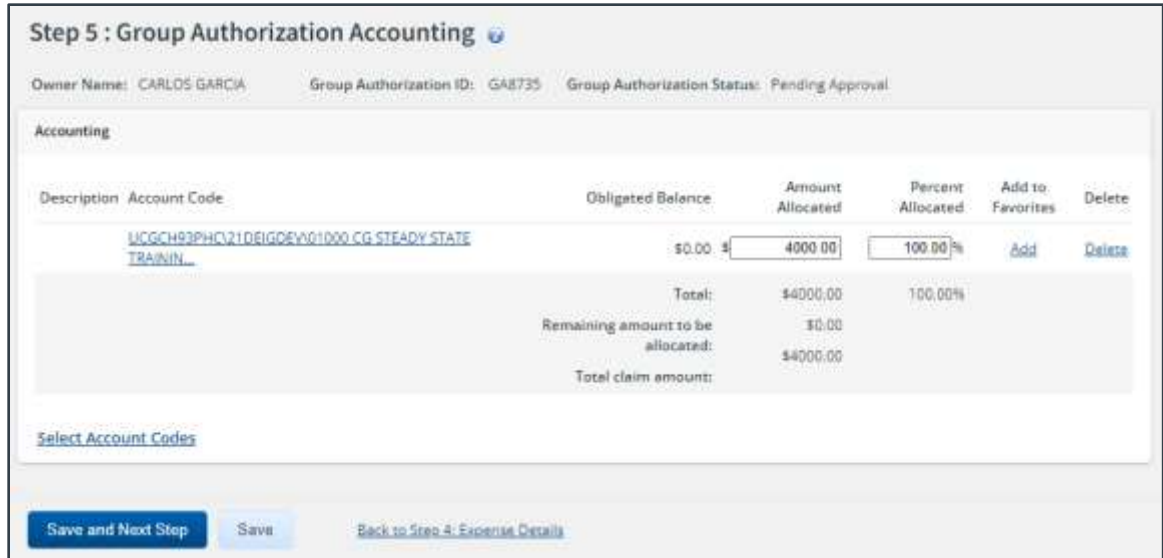 Step 5 : Group Authorization Accounting
Owner Name: CARLOS GARCIA Group Authorization ID: GA8735 Group Authorization Status: Pending Approval
Accounting
Description Account Code Obligated Balance Amount Allocated Percent Allocated Add to Favorites Delete
UCGCH93PHC\21DEIGDEV\01000 CG STEADY STATE
TRAININ... $0.00 $ 4000.00 100.00 % Add Delete
Total: $4000.00 100.00%
Remaining amount to be allocated: $0.00
Total claim amount: $4000.00
Select Account Codes
Save and Next Step Save Back to Step 4: Expense Details